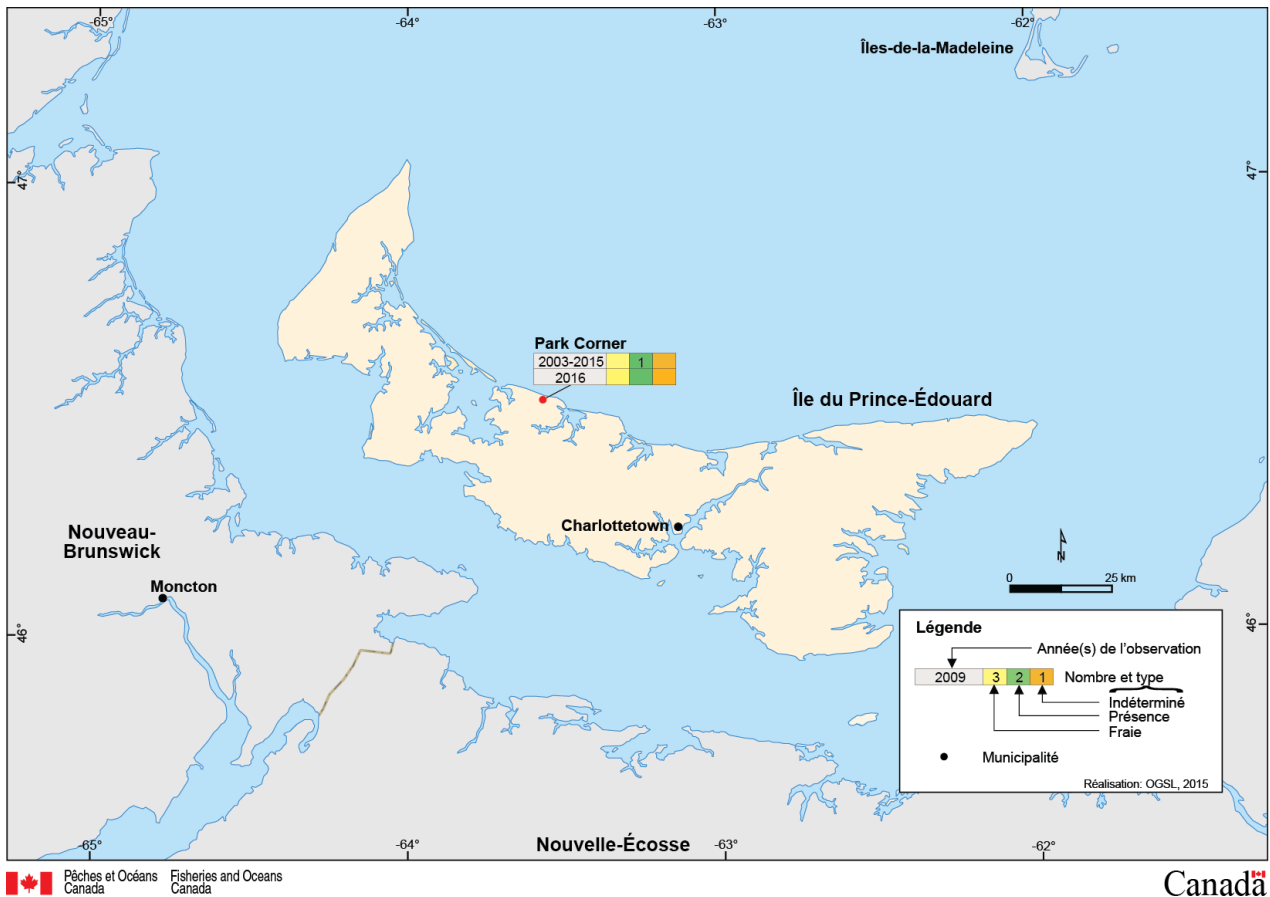 -65°
-64°
-63°
-62°
Îles-de-la-Madeleine
47°
47°
Park Corner
2003-2015 1
2016
Île du Prince-Édouard
Charlottetown
Nouveau-
Brunswick
Moncton
N
0 25 km
46°
46°
Légende
Année(s) de l'observation
2009 3 2 1 Nombre et type
Indéterminé
Présence
Fraie
Municipalité
Réalisation: OGSL, 2015
Nouvelle-Écosse
-65°
-64°
-63°
-62°
Pêches et Océans Fisheries and Oceans
Canada Canada
Canada